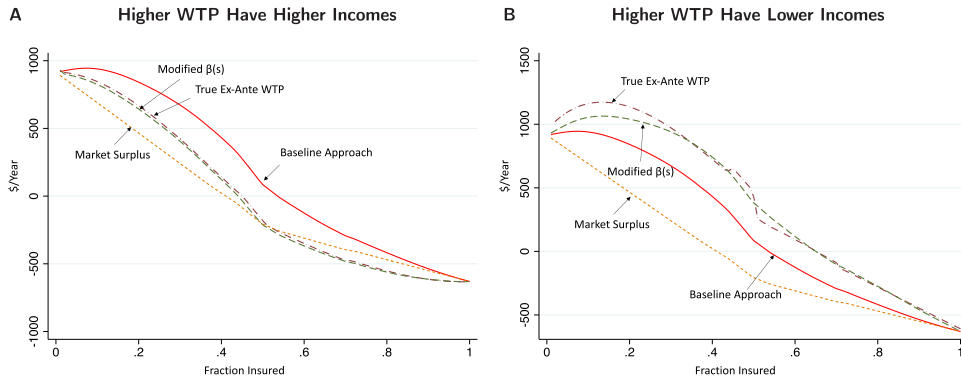 A
Higher WTP Have Higher Incomes
1000
500
0
-500
-1000
$/Year
Modified β(s)
True Ex-Ante WTP
Market Surplus
Baseline Approach
0
.2
.4
.6
.8
1
Fraction Insured
B
Higher WTP Have Lower Incomes
1500
1000
500
0
-500
$/Year
True Ex-Ante WTP
Modified β(s)
Market Surplus
Baseline Approach
0
.2
.4
.6
.8
1
Fraction Insured